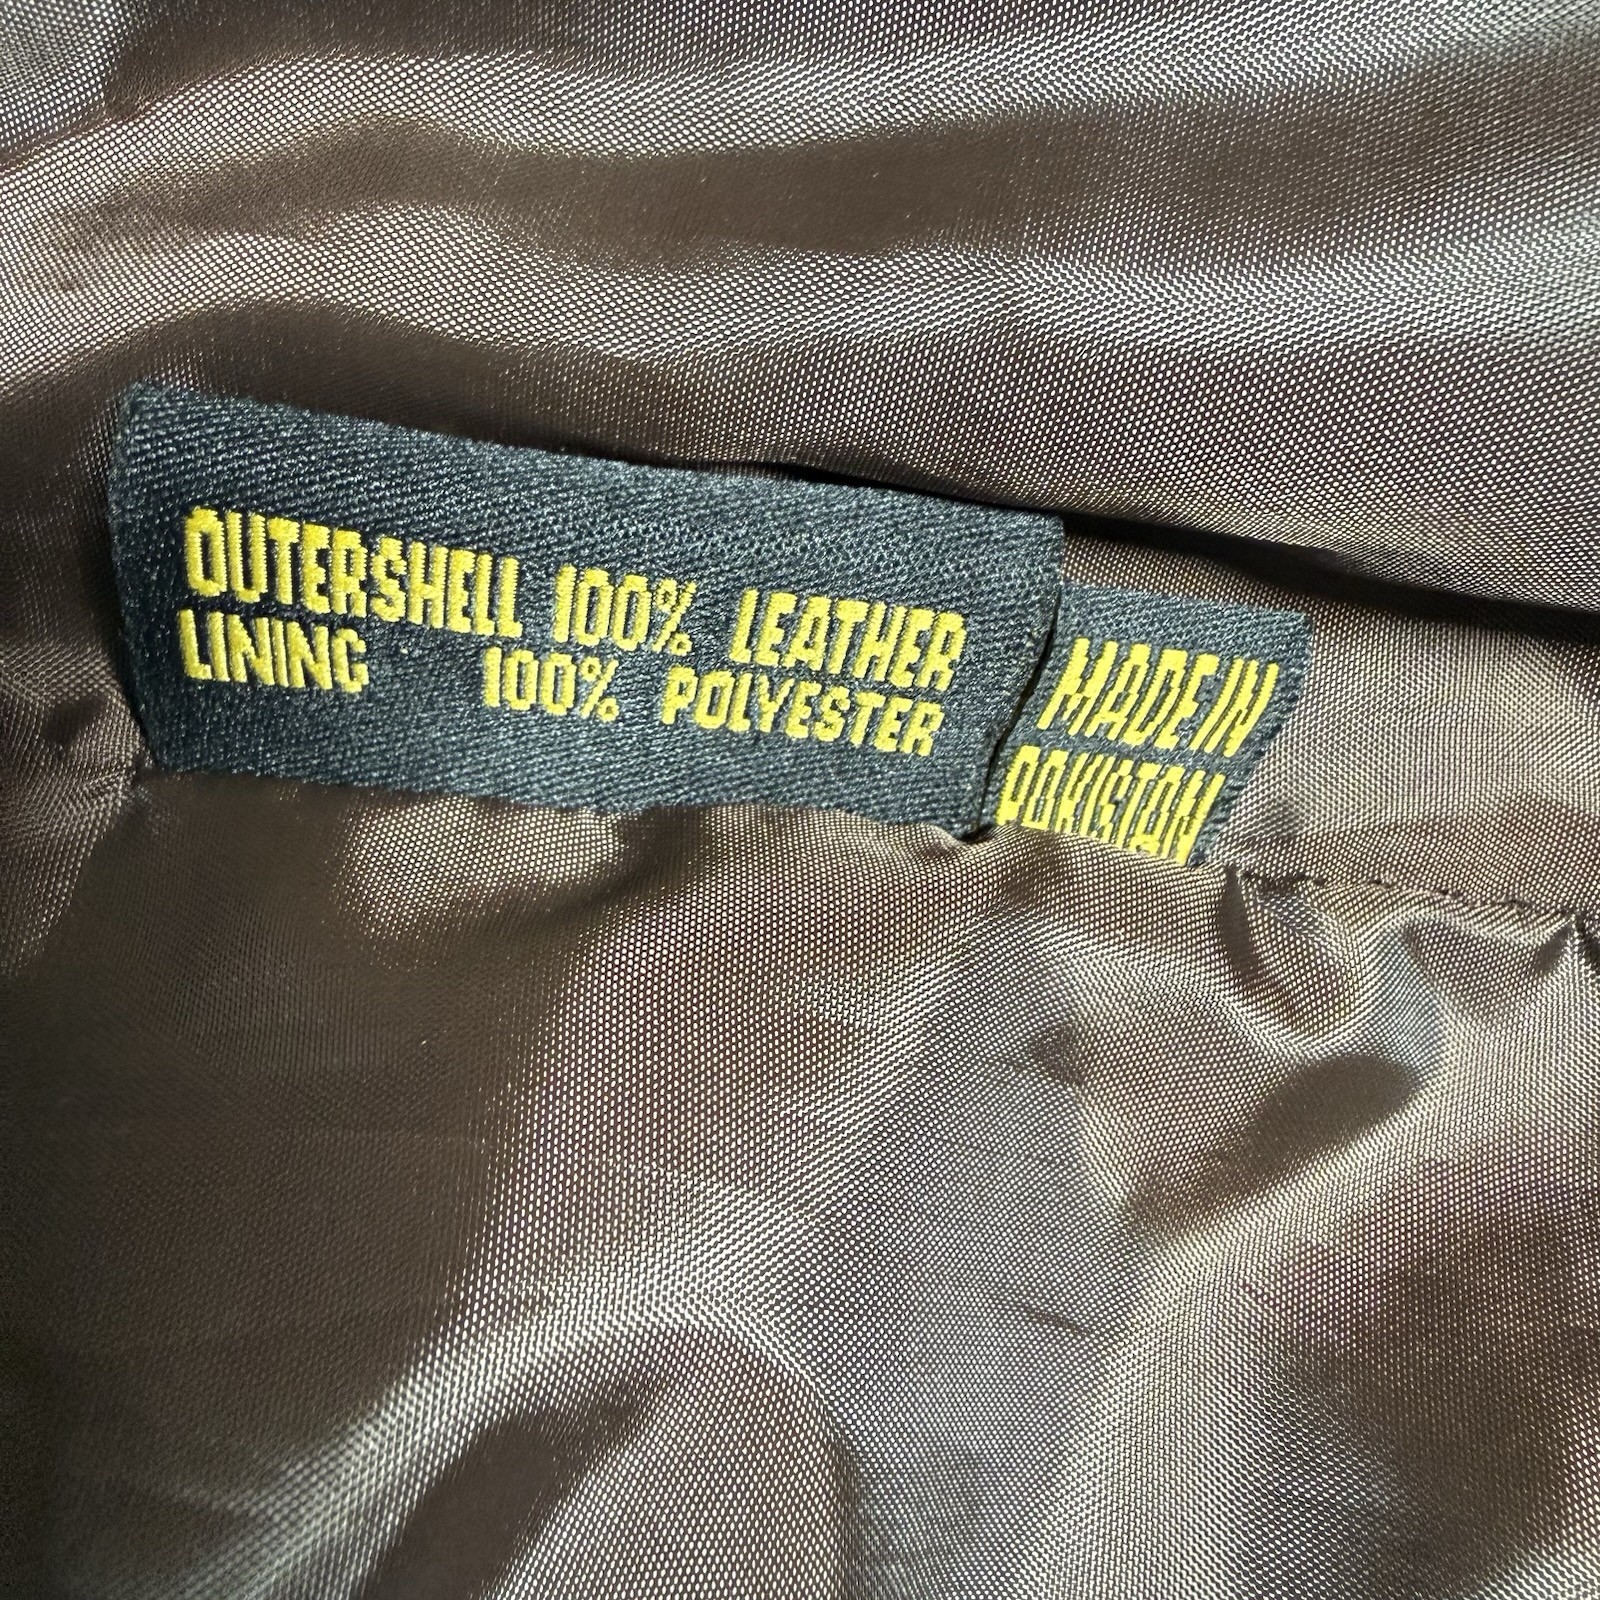 OUTERSHELL 100% LEATHER
LINING 100% POLYESTER
MADE IN
PAKISTAN